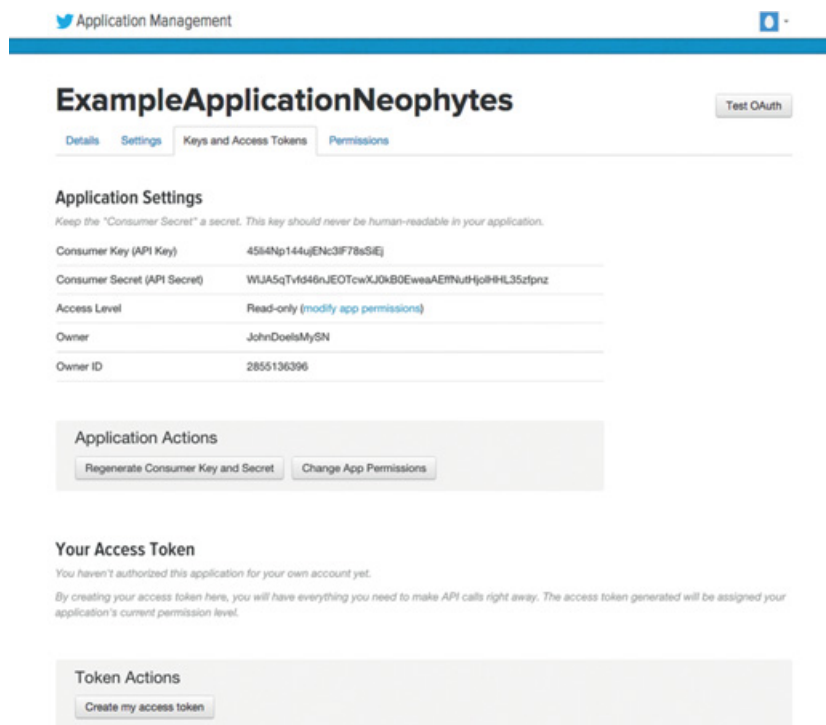 Application Management
ExampleApplicationNeophytes
Test OAuth
Details Settings Keys and Access Tokens Permissions
Application Settings
Keep the "Consumer Secret" a secret. This key should never be human-readable in your application.
Consumer Key (API Key)
Consumer Secret (API Secret)
Access Level Read-only (modify app permissions)
Owner JohnDoeIsMySN
Owner ID 2855136396
Application Actions
Regenerate Consumer Key and Secret Change App Permissions
Your Access Token
You haven't authorized this application for your own account yet.
By creating your access token here, you will have everything you need to make API calls right away. The access token generated will be assigned your
application's current permission level.
Token Actions
Create my access token